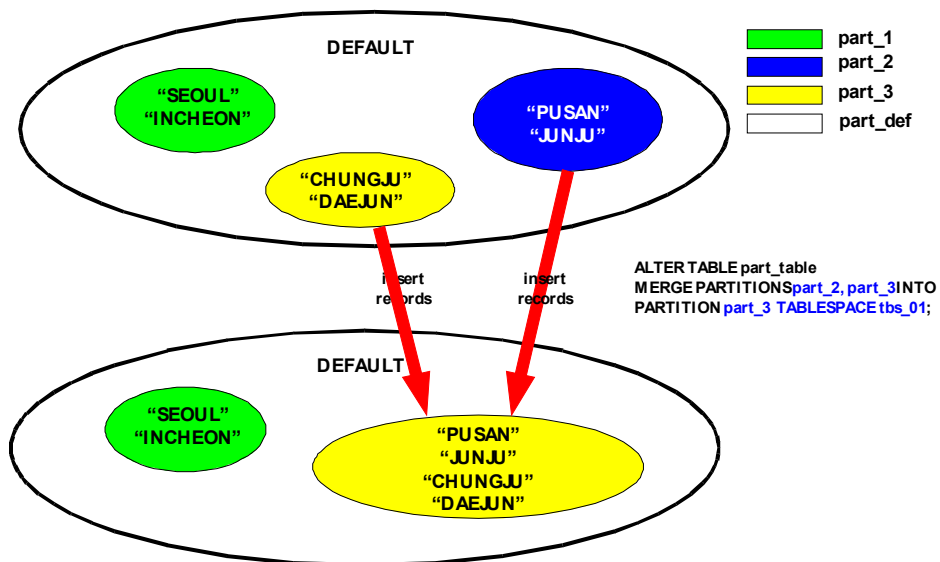 DEFAULT
“SEOUL”
“INCHEON”
“PUSAN”
“JUNJU”
“CHUNGJU”
“DAEJUN”
part_1
part_2
part_3
part_def
insert
records
insert
records
ALTER TABLE part_table
MERGE PARTITIONS part_2, part_3 INTO
PARTITION part_3 TABLESPACE tbs_01;
DEFAULT
“SEOUL”
“INCHEON”
“PUSAN”
“JUNJU”
“CHUNGJU”
“DAEJUN”